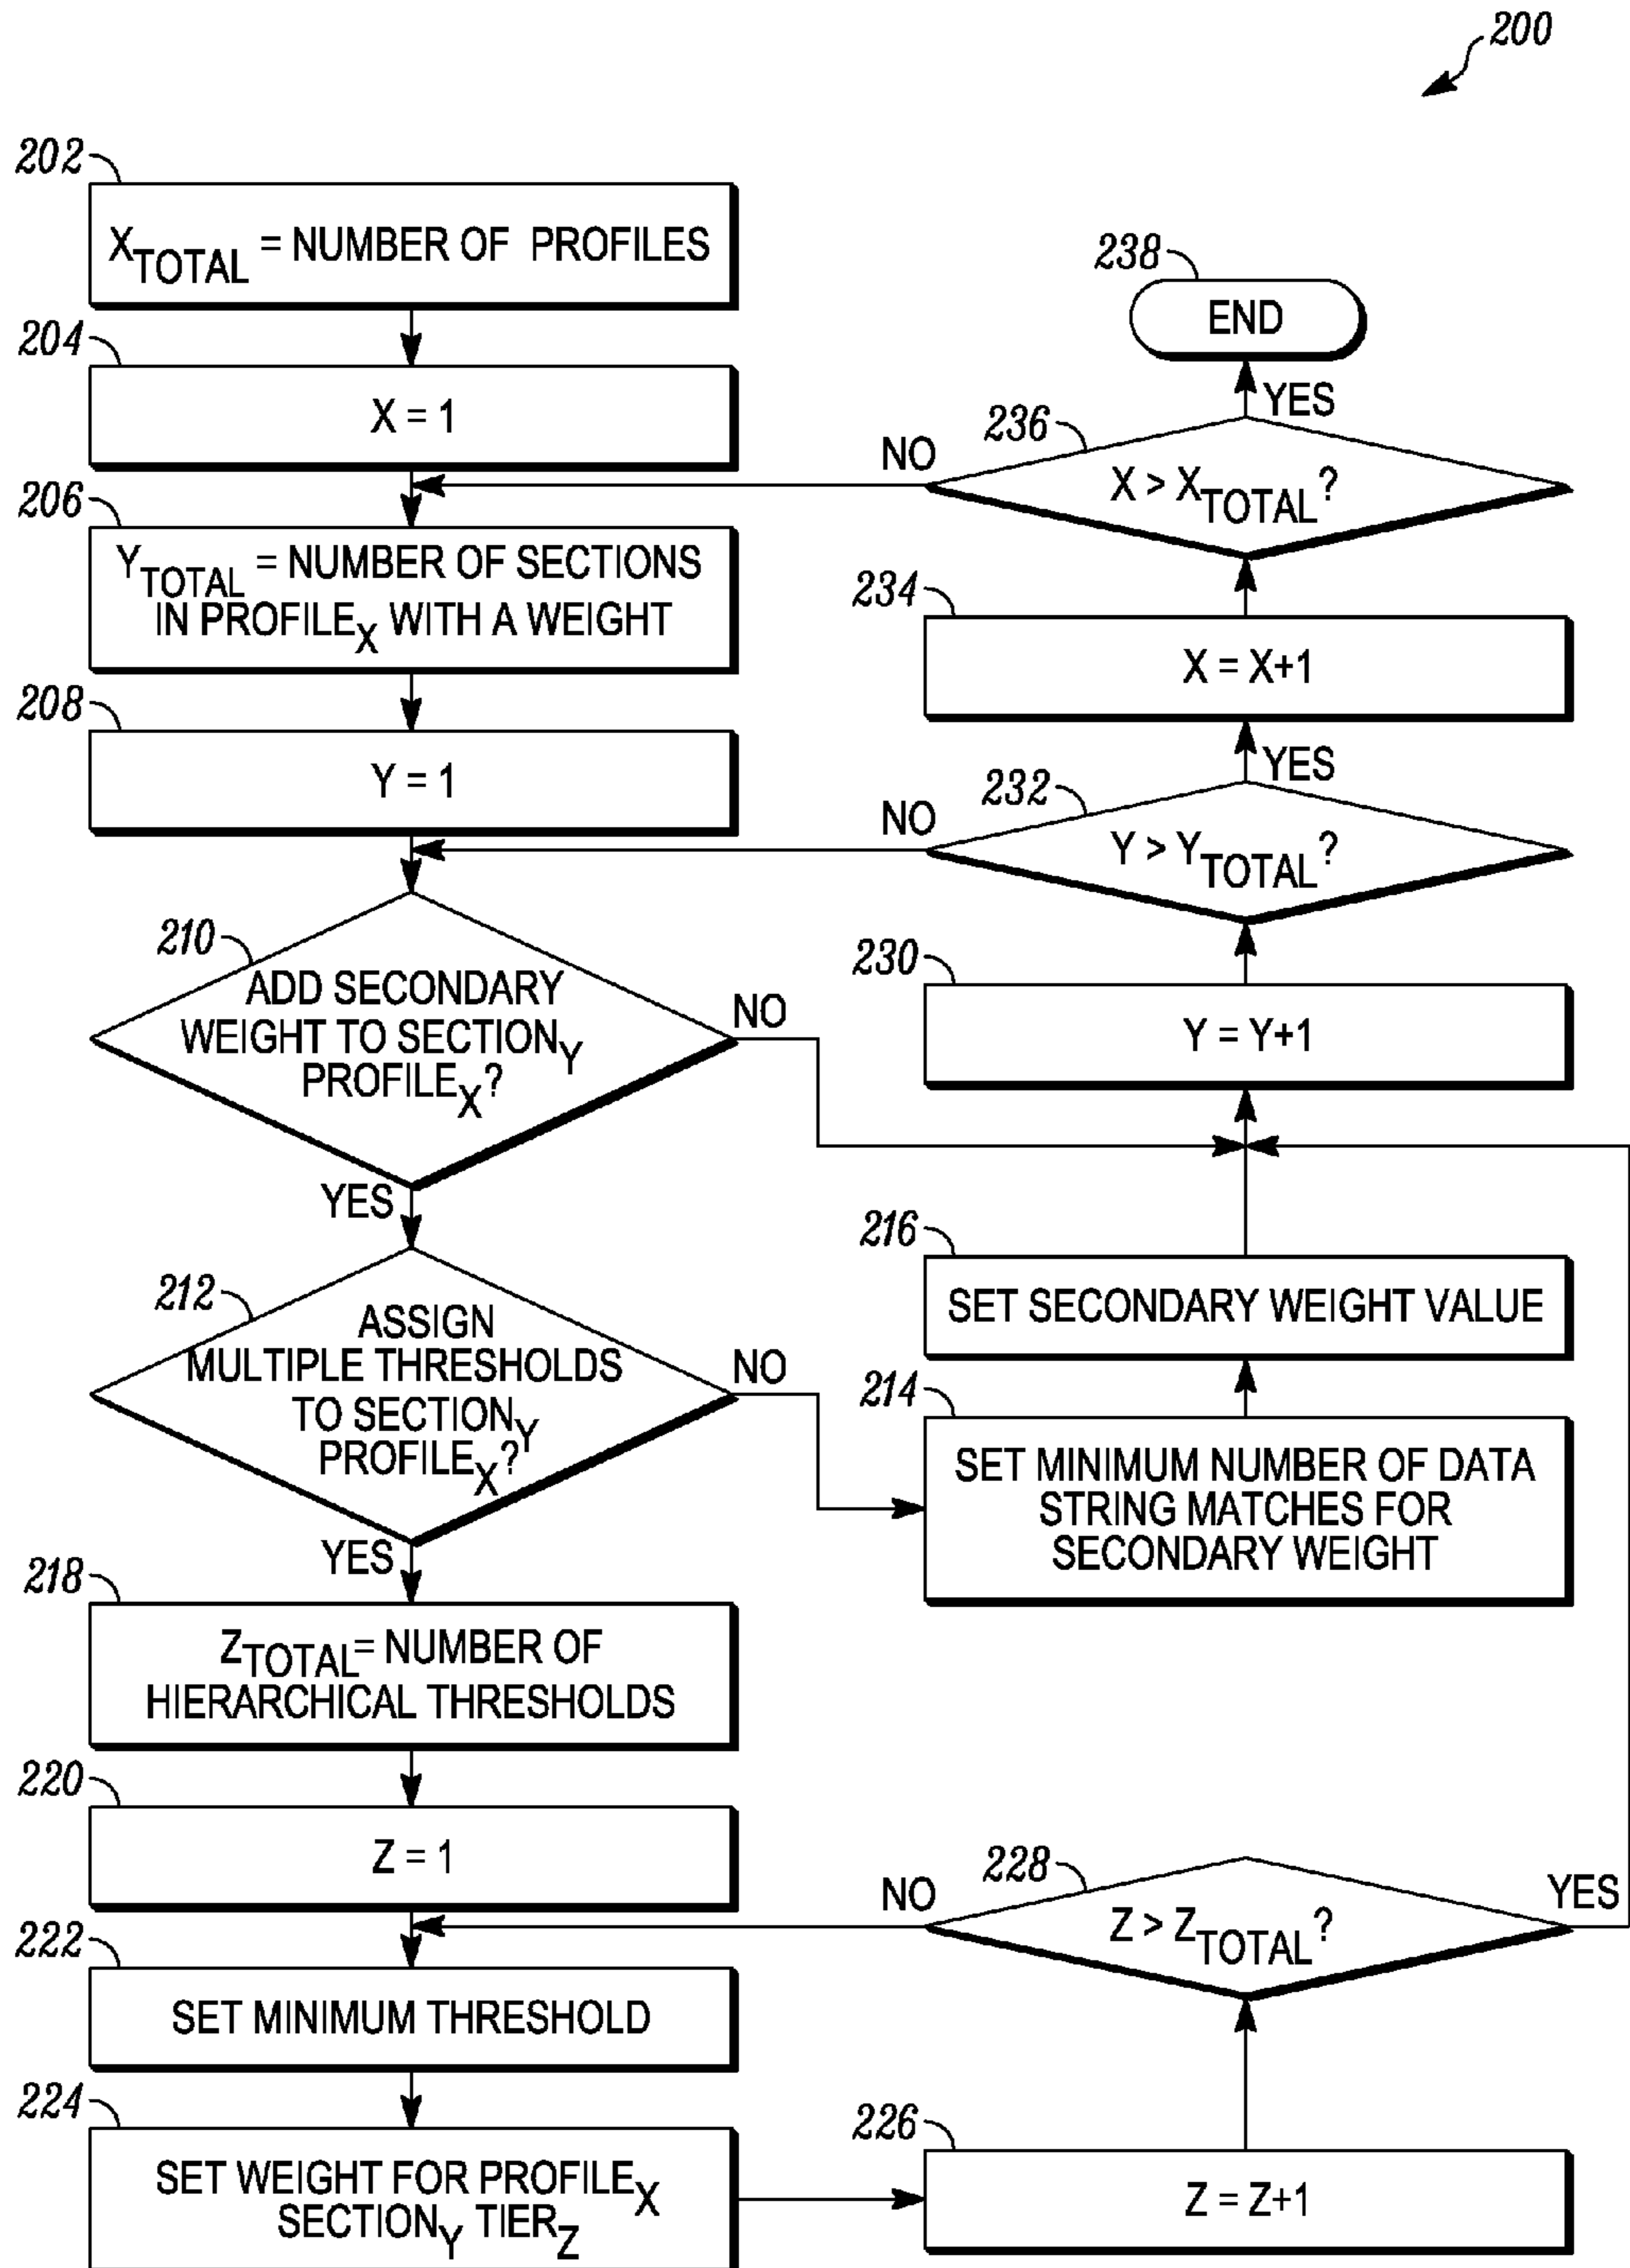 200
202
X_TOTAL = NUMBER OF PROFILES
204
X = 1
206
Y_TOTAL = NUMBER OF SECTIONS
IN PROFILE_X WITH A WEIGHT
208
Y = 1
210
ADD SECONDARY
WEIGHT TO SECTION_Y
PROFILE_X?
NO
YES
212
ASSIGN
MULTIPLE THRESHOLDS
TO SECTION_Y
PROFILE_X?
NO
YES
218
Z_TOTAL = NUMBER OF
HIERARCHICAL THRESHOLDS
220
Z = 1
222
SET MINIMUM THRESHOLD
224
SET WEIGHT FOR PROFILE_X
SECTION_Y TIER_Z
238
END
YES
236
NO
X > X_TOTAL?
234
X = X+1
YES
232
NO
Y > Y_TOTAL?
230
Y = Y+1
216
SET SECONDARY WEIGHT VALUE
214
SET MINIMUM NUMBER OF DATA
STRING MATCHES FOR
SECONDARY WEIGHT
228
NO
YES
Z > Z_TOTAL?
226
Z = Z+1